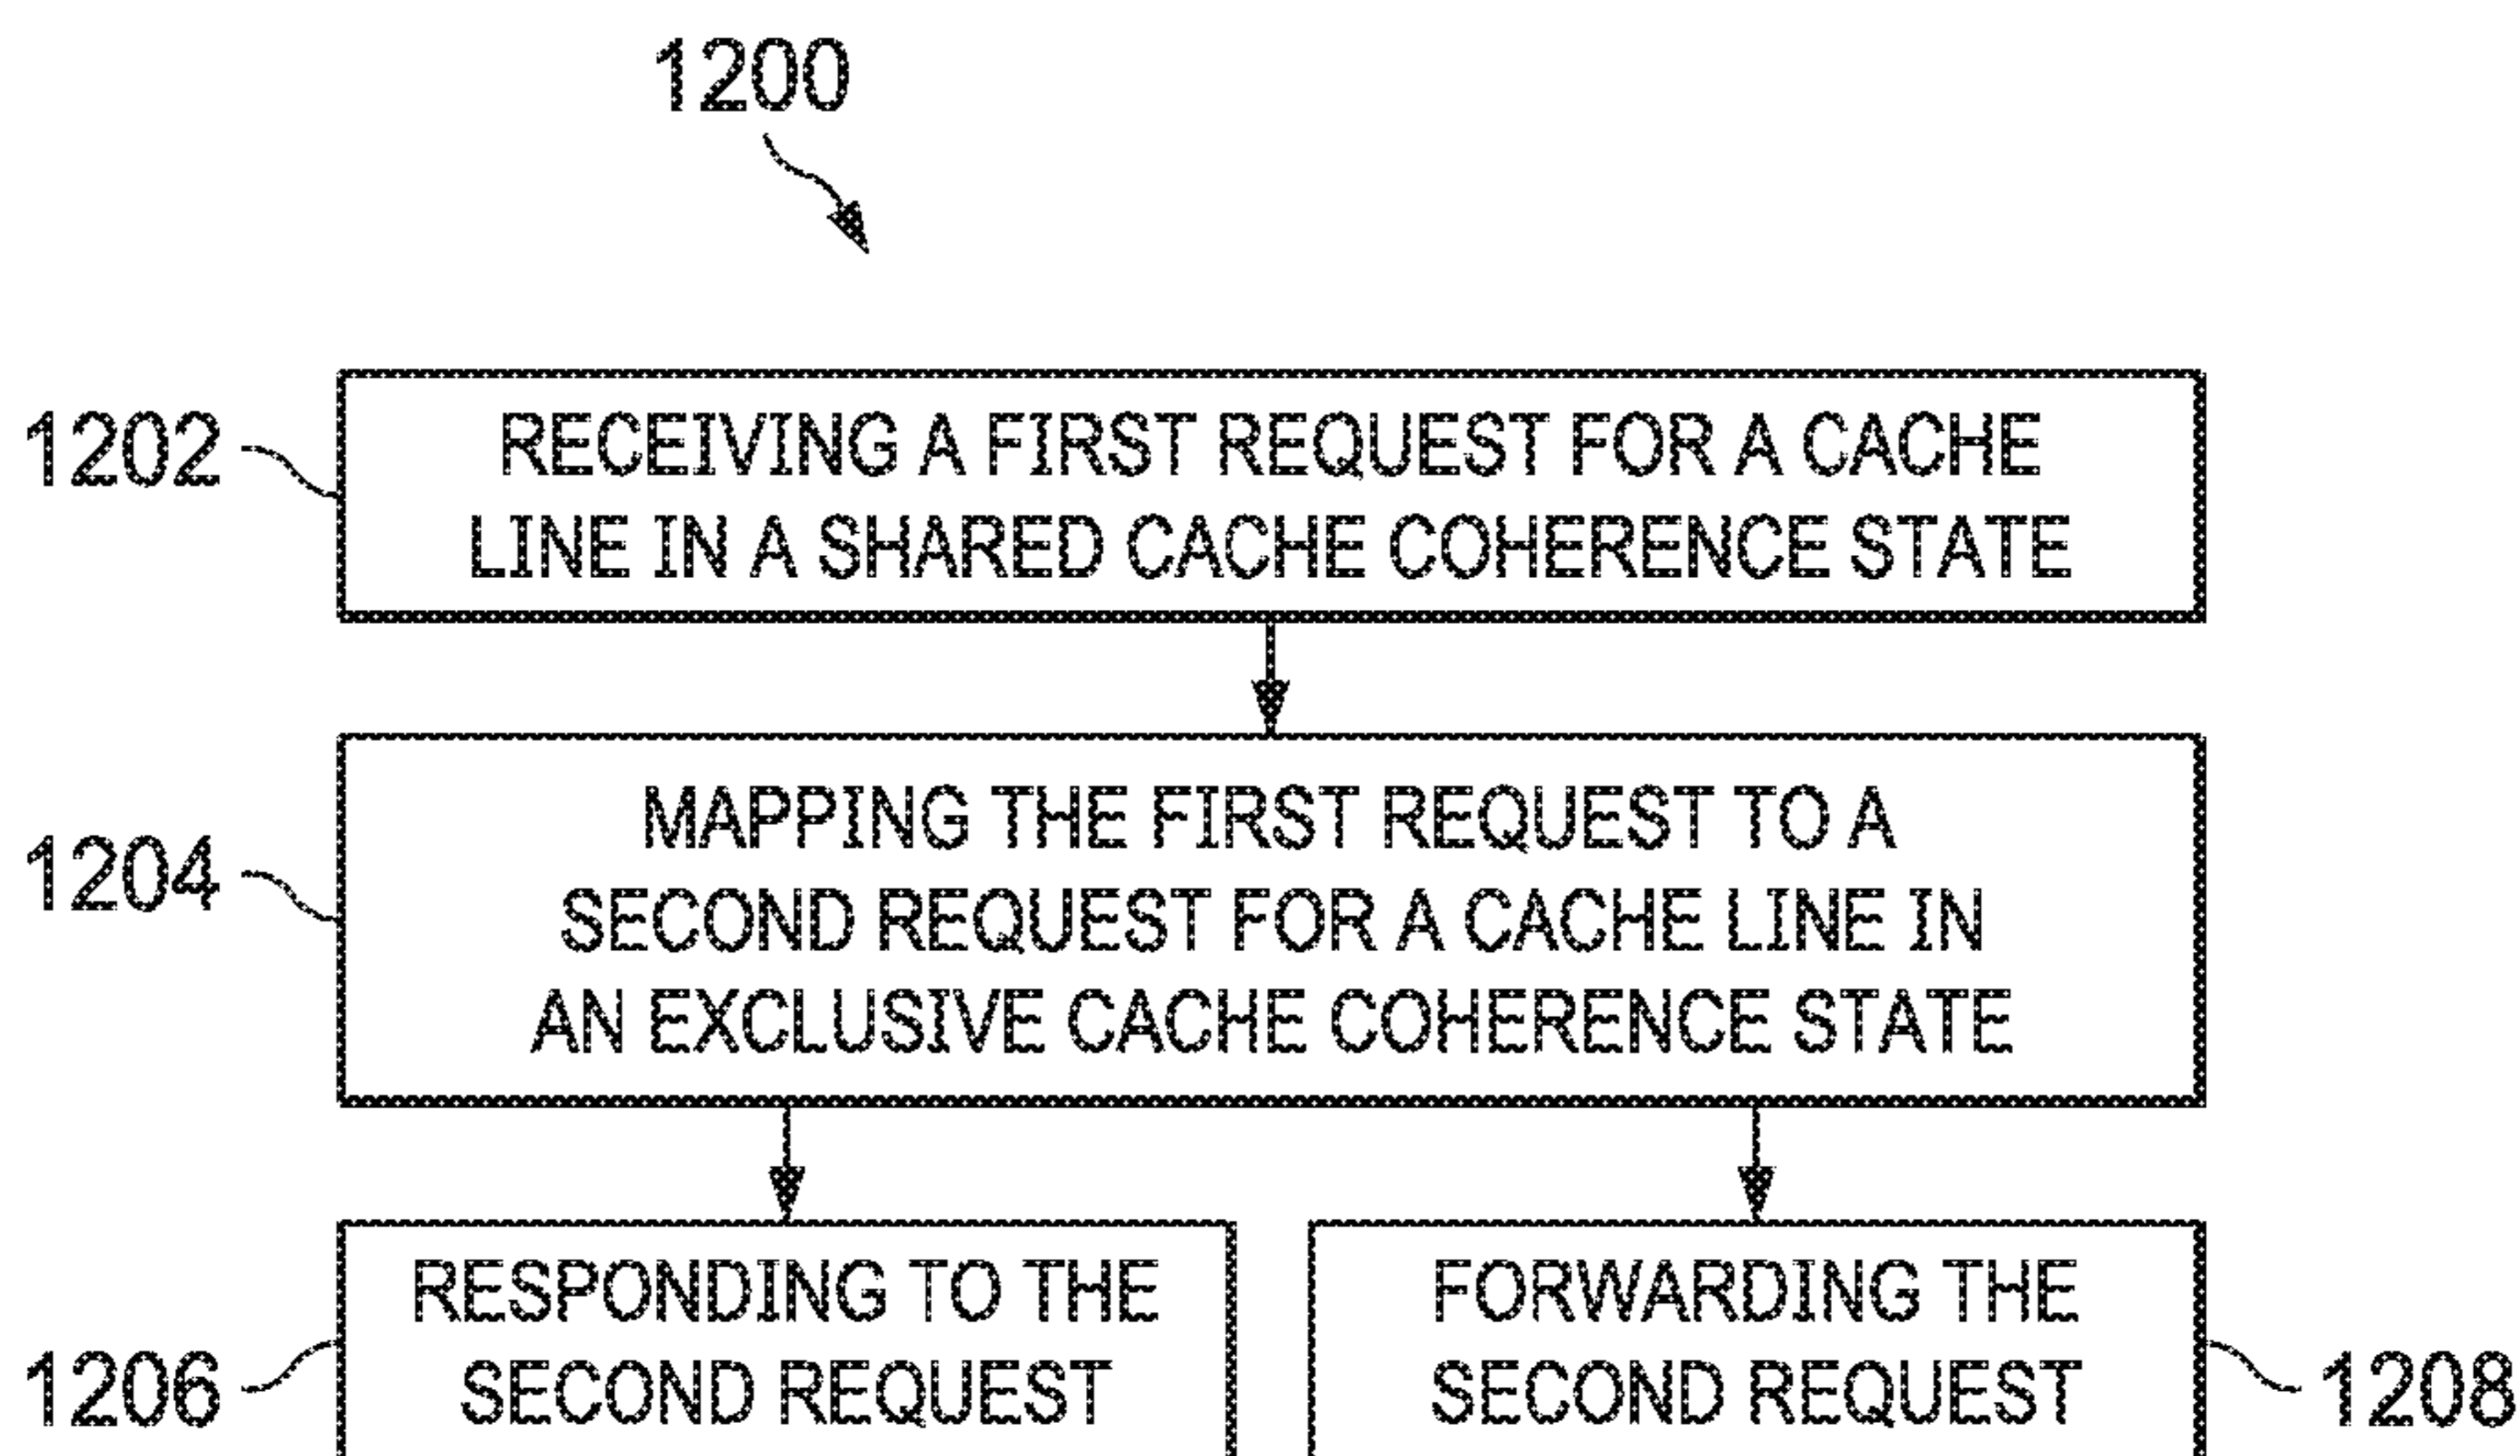 1200
1202
RECEIVING A FIRST REQUEST FOR A CACHE
LINE IN A SHARED CACHE COHERENCE STATE
1204
MAPPING THE FIRST REQUEST TO A
SECOND REQUEST FOR A CACHE LINE IN
AN EXCLUSIVE CACHE COHERENCE STATE
1206
RESPONDING TO THE
SECOND REQUEST
FORWARDING THE
SECOND REQUEST
1208